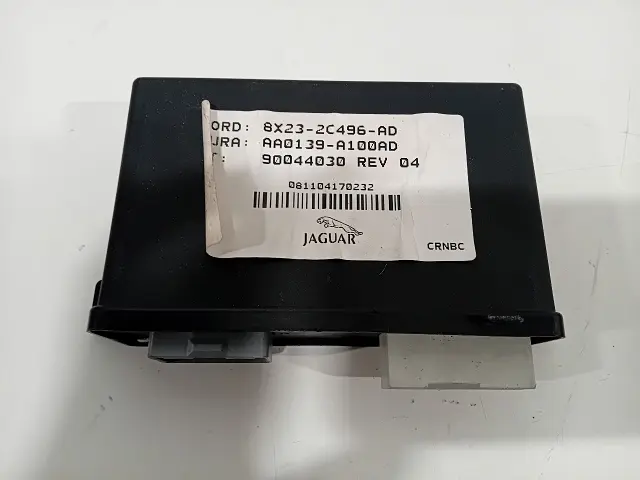 ORD: 8X23-2C496-AD
URA: AA0139-A100AD
T: 90044030 REV 04
081104170232
JAGUAR
CRNBC